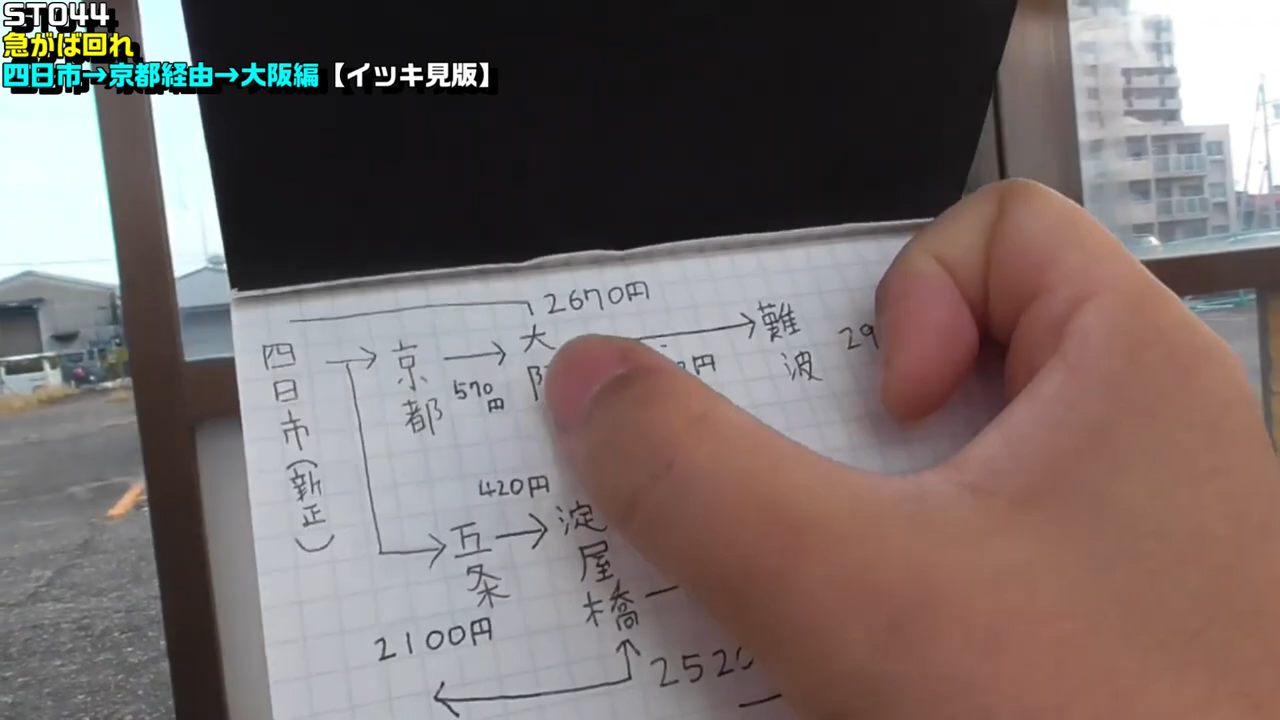 ST044
急がば回れ
四日市→京都経由→大阪編【イツキ見版】
2670円
四日市(新正)
京都
570円
大
難波
円
29
五条
420円
淀屋橋
2100円
252